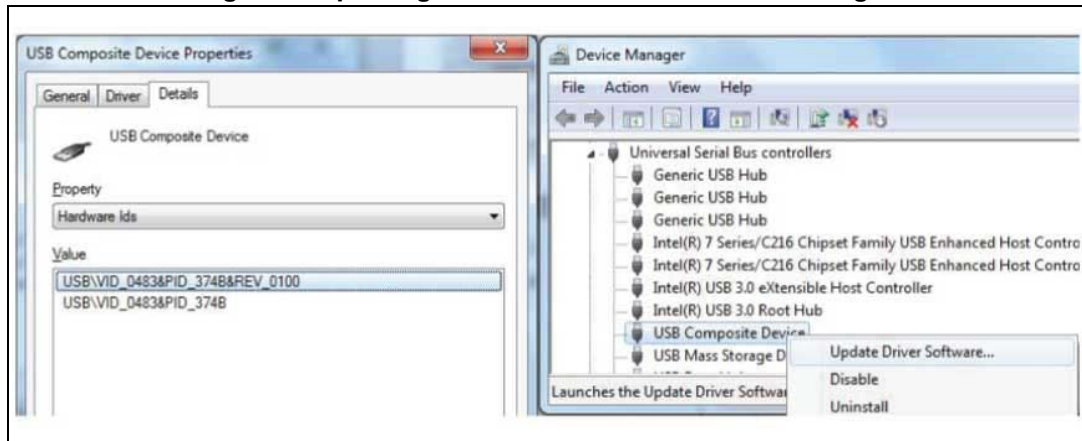 USB Composite Device Properties
General Driver Details
USB Composite Device
Property
Hardware Ids
Value
USB\VID_0483&PID_374B&REV_0100
USB\VID_0483&PID_374B
Device Manager
File Action View Help
Universal Serial Bus controllers
Generic USB Hub
Generic USB Hub
Generic USB Hub
Intel(R) 7 Series/C216 Chipset Family USB Enhanced Host Contro
Intel(R) 7 Series/C216 Chipset Family USB Enhanced Host Contro
Intel(R) USB 3.0 eXtensible Host Controller
Intel(R) USB 3.0 Root Hub
USB Composite Device
USB Mass Storage D
Launches the Update Driver Softwar
Update Driver Software...
Disable
Uninstall